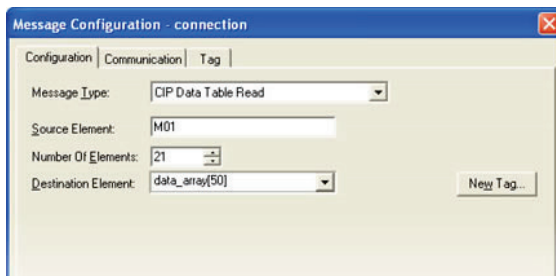 Message Configuration - connection
Configuration Communication Tag
Message Type: CIP Data Table Read
Source Element: M01
Number Of Elements: 21
Destination Element: data_array[50] New Tag...